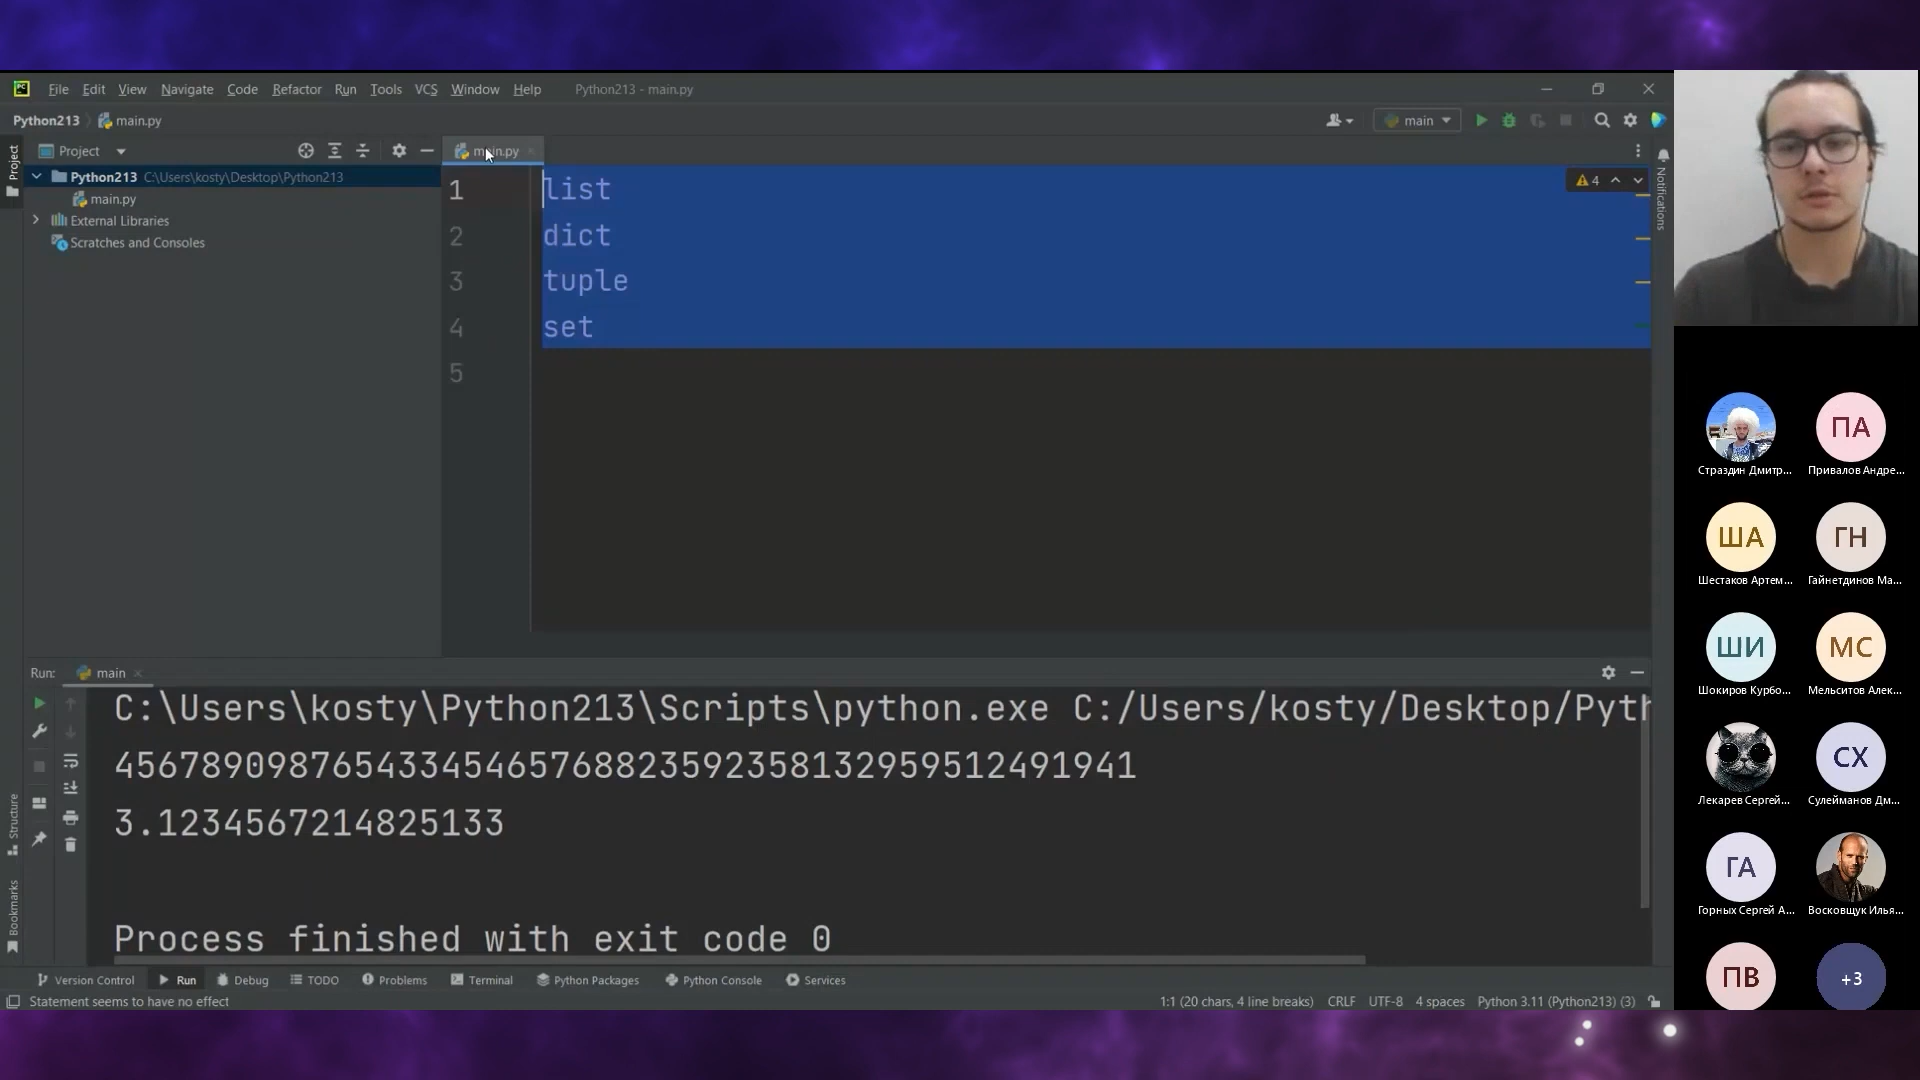 File Edit View Navigate Code Refactor Run Tools VCS Window Help Python213 - main.py
Python213 main.py
main
Project
main.py
Python213 C:\Users\kosty\Desktop\Python213
main.py
External Libraries
Scratches and Consoles
Project
Structure
Bookmarks
Notifications
1 list
2 dict
3 tuple
4 set
5
4
Run: main
C:\Users\kosty\Python213\Scripts\python.exe C:/Users/kosty/Desktop/Pyth
45678909876543345465768823592358132959512491941
3.1234567214825133
Process finished with exit code 0
Version Control Run Debug TODO Problems Terminal Python Packages Python Console Services
Statement seems to have no effect
1:1 (20 chars, 4 line breaks) CRLF UTF-8 4 spaces Python 3.11 (Python213) (3)
ПА
Страздин Дмитр... Привалов Андре...
ША ГН
Шестаков Артем... Гайнетдинов Ма...
ШИ МС
Шокиров Курбо... Мельситов Алек...
СХ
Лекарев Сергей... Сулейманов Дм...
ГА
Горных Сергей А... Восковщук Илья...
ПВ +3